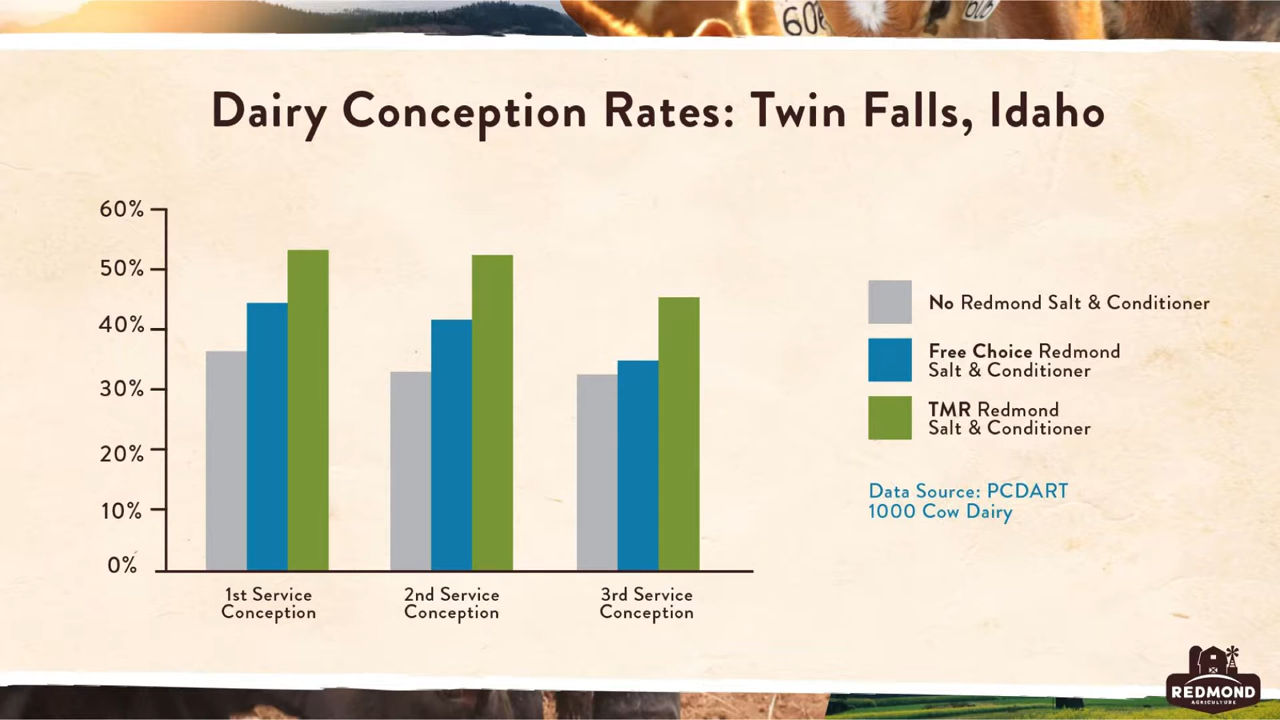 Dairy Conception Rates: Twin Falls, Idaho
60%
50%
40%
30%
20%
10%
0%
1st Service
Conception
2nd Service
Conception
3rd Service
Conception
No Redmond Salt & Conditioner
Free Choice Redmond
Salt & Conditioner
TMR Redmond
Salt & Conditioner
Data Source: PCDART
1000 Cow Dairy
REDMOND
AGRICULTURE